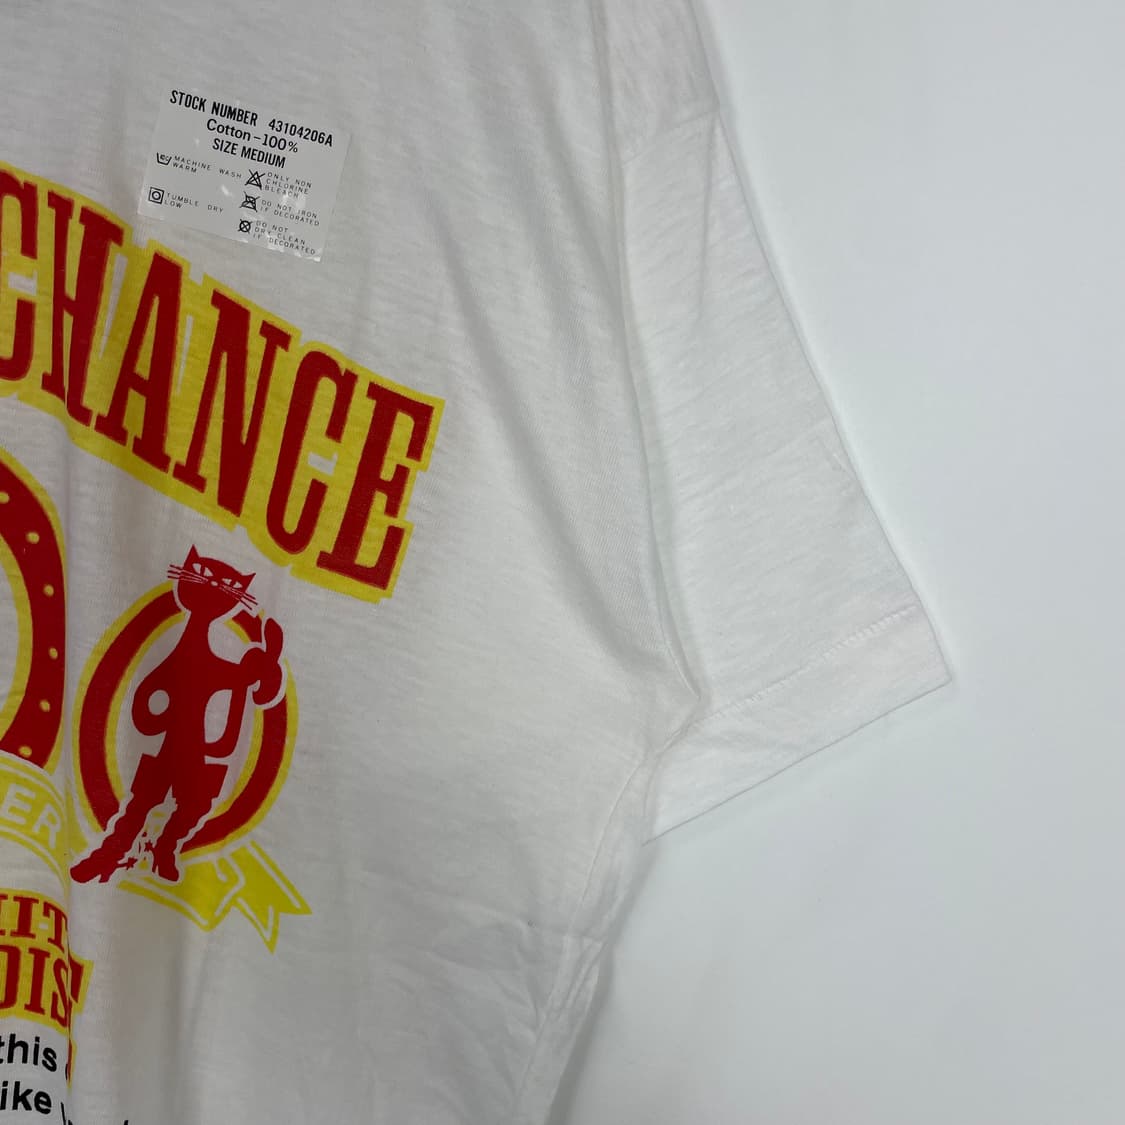 STOCK NUMBER 43104206A
Cotton-100%
SIZE MEDIUM
MACHINE WASH
WARM
ONLY NON
CHLORINE
BLEACH
TUMBLE DRY
LOW
DO NOT IRON
IF DECORATED
DO NOT
DRY CLEAN
IF DECORATED
CHANCE
ER
this
ike